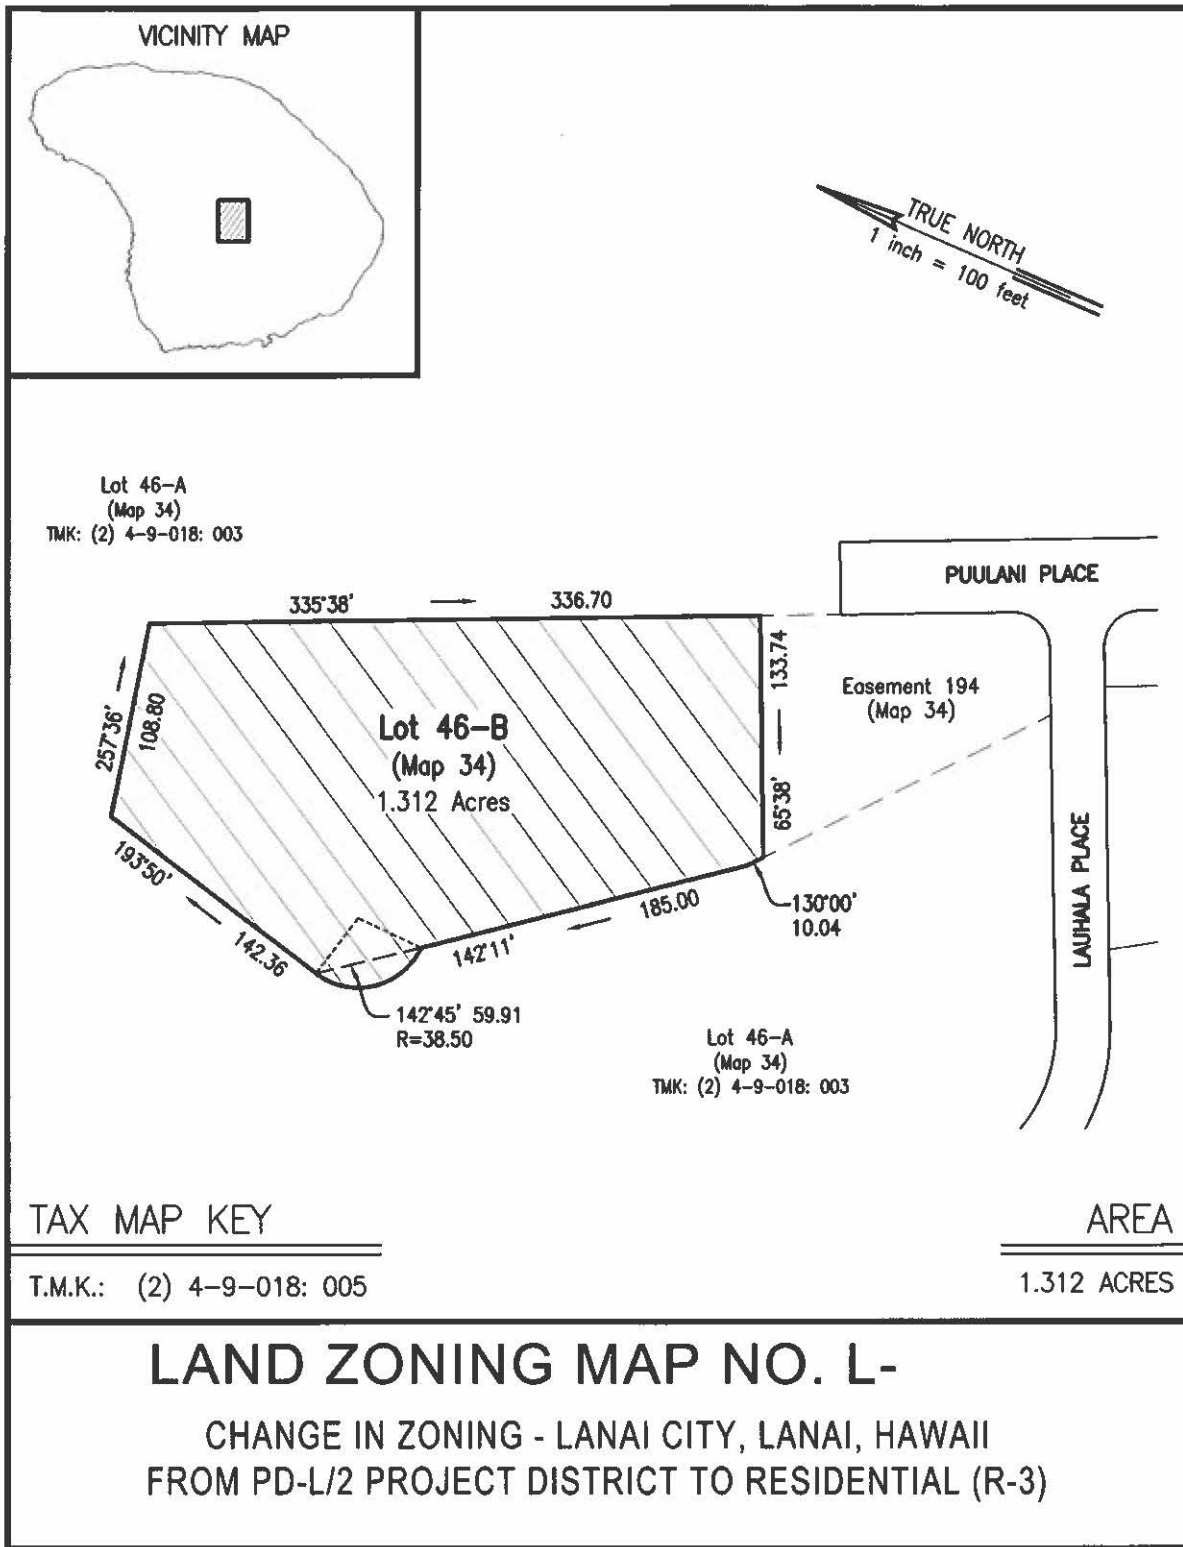 VICINITY MAP
TRUE NORTH
1 inch = 100 feet
Lot 46-A
(Map 34)
TMK: (2) 4-9-018: 003
335°38' 336.70
PUULANI PLACE
133.74
65°38'
Easement 194
(Map 34)
257°36'
108.80
Lot 46-B
(Map 34)
1.312 Acres
LAUHALA PLACE
193°50'
142.36
142°11'
185.00
130°00'
10.04
142°45' 59.91
R=38.50
Lot 46-A
(Map 34)
TMK: (2) 4-9-018: 003
TAX MAP KEY
AREA
T.M.K.: (2) 4-9-018: 005
1.312 ACRES
LAND ZONING MAP NO. L-
CHANGE IN ZONING - LANAI CITY, LANAI, HAWAII
FROM PD-L/2 PROJECT DISTRICT TO RESIDENTIAL (R-3)